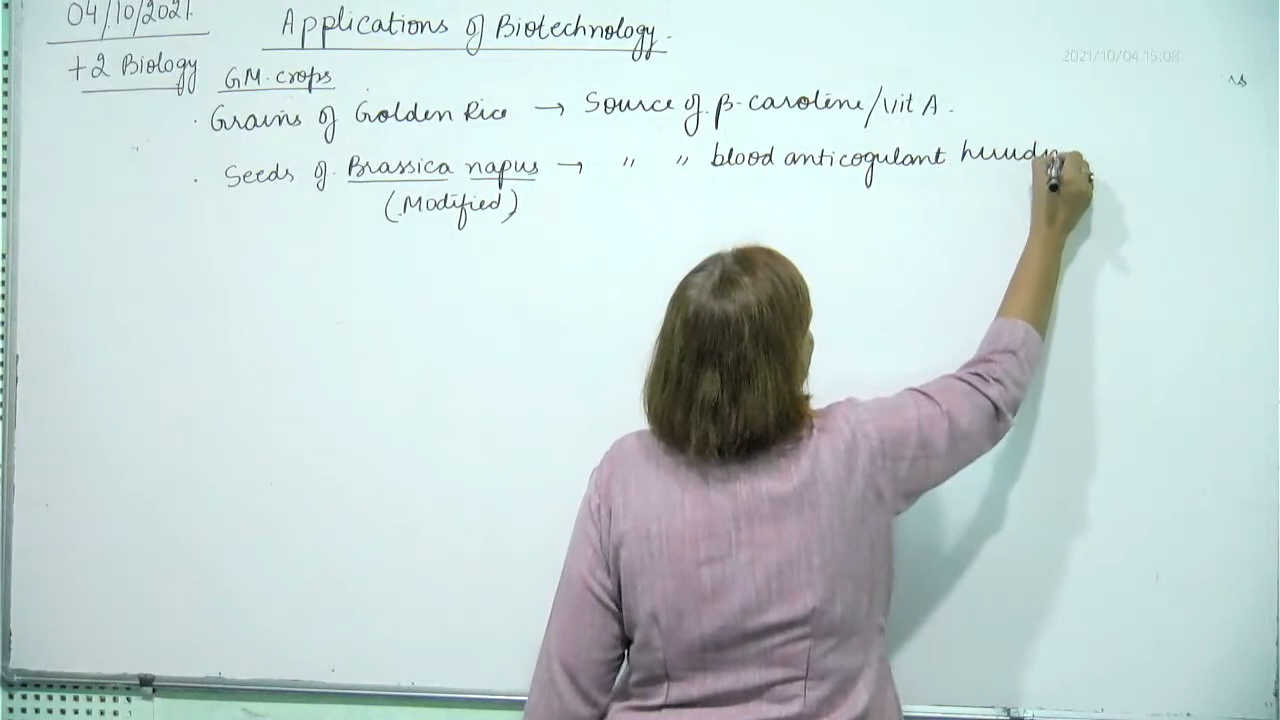 04/10/2021.
Applications of Biotechnology.
2021/10/04 15:08
+2 Biology
GM. crops
. Grains of Golden Rice → Source of β-carotene/vit A.
. Seeds of Brassica napus → " " blood anticogulant
(Modified)